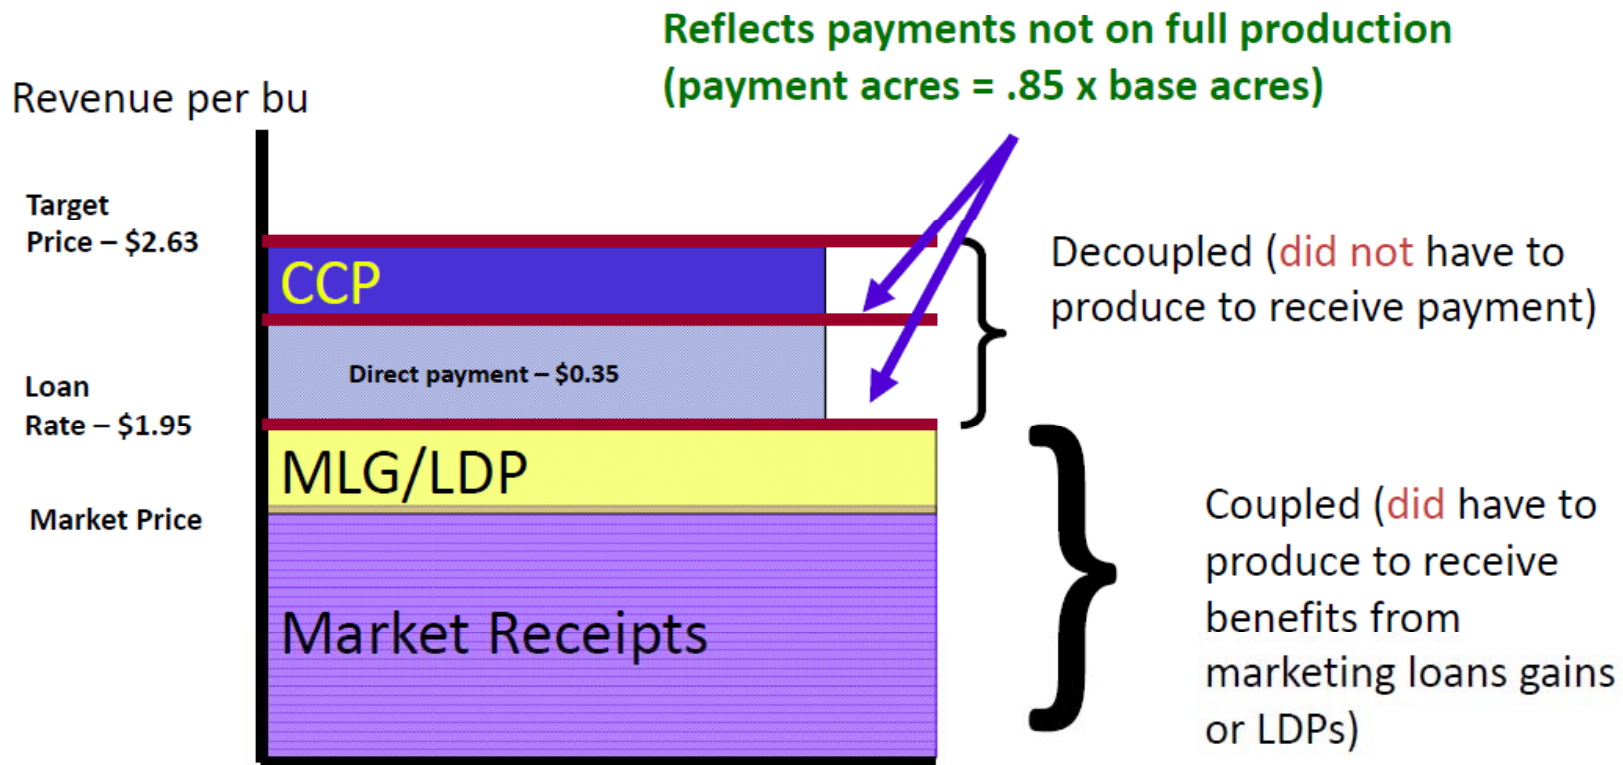 Reflects payments not on full production
(payment acres = .85 x base acres)
Revenue per bu
Target
Price – $2.63
CCP
Decoupled (did not have to
produce to receive payment)
Direct payment – $0.35
Loan
Rate – $1.95
MLG/LDP
Market Price
Coupled (did have to
produce to receive
benefits from
marketing loans gains
or LDPs)
Market Receipts